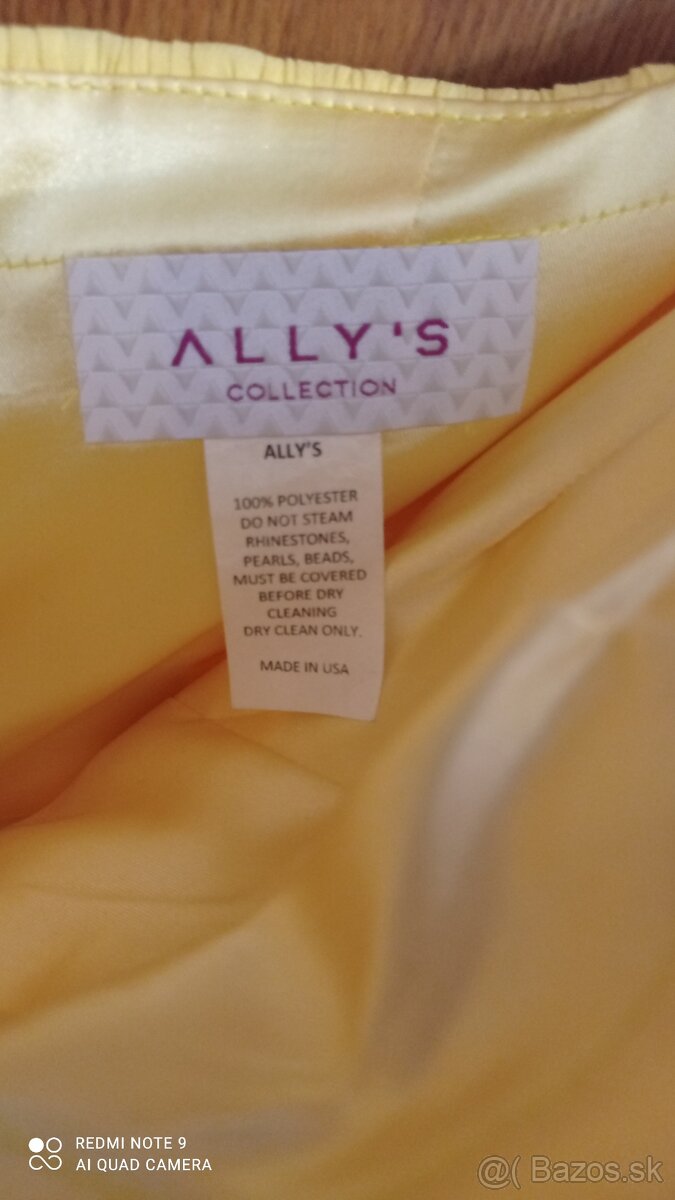 ALLY'S
COLLECTION
ALLY'S
100% POLYESTER
DO NOT STEAM
RHINESTONES,
PEARLS, BEADS,
MUST BE COVERED
BEFORE DRY
CLEANING
DRY CLEAN ONLY.
MADE IN USA
REDMI NOTE 9
AI QUAD CAMERA
@( Bazos.sk